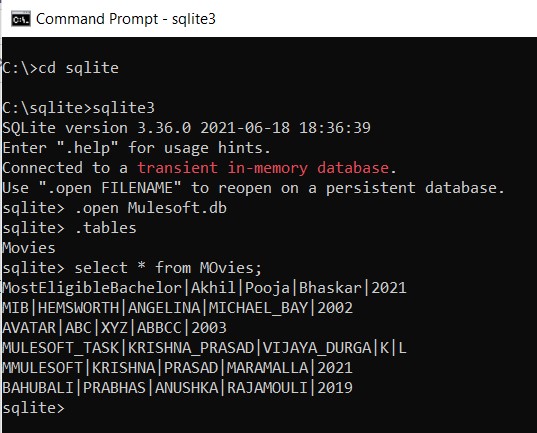 Command Prompt - sqlite3
C:\>cd sqlite
C:\sqlite>sqlite3
SQLite version 3.36.0 2021-06-18 18:36:39
Enter ".help" for usage hints.
Connected to a transient in-memory database.
Use ".open FILENAME" to reopen on a persistent database.
sqlite> .open Mulesoft.db
sqlite> .tables
Movies
sqlite> select * from MOvies;
MostEligibleBachelor|Akhil|Pooja|Bhaskar|2021
MIB|HEMSWORTH|ANGELINA|MICHAEL_BAY|2002
AVATAR|ABC|XYZ|ABBCC|2003
MULESOFT_TASK|KRISHNA_PRASAD|VIJAYA_DURGA|K|L
MMULESOFT|KRISHNA|PRASAD|MARAMALLA|2021
BAHUBALI|PRABHAS|ANUSHKA|RAJAMOULI|2019
sqlite>